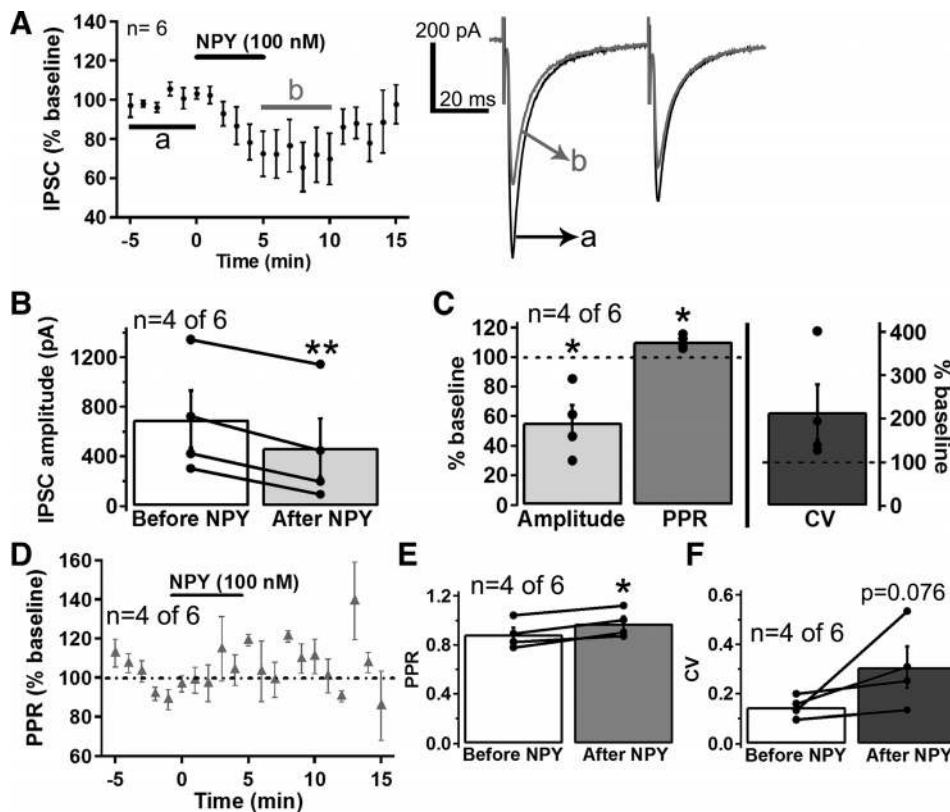 A
n= 6
NPY (100 nM)
IPSC (% baseline)
140
120
100
80
60
40
a
b
-5
0
5
10
15
Time (min)
200 pA
20 ms
b
a
B
n=4 of 6
IPSC amplitude (pA)
1200
800
400
0
**
Before NPY
After NPY
C
n=4 of 6
% baseline
120
100
80
60
40
20
0
*
*
Amplitude
PPR
CV
400
300
200
100
0
% baseline
D
NPY (100 nM)
n=4 of 6
PPR (% baseline)
160
140
120
100
80
60
-5
0
5
10
15
Time (min)
E
n=4 of 6
*
PPR
1.2
0.8
0.4
0.0
Before NPY
After NPY
F
p=0.076
n=4 of 6
CV
0.6
0.4
0.2
0.0
Before NPY
After NPY